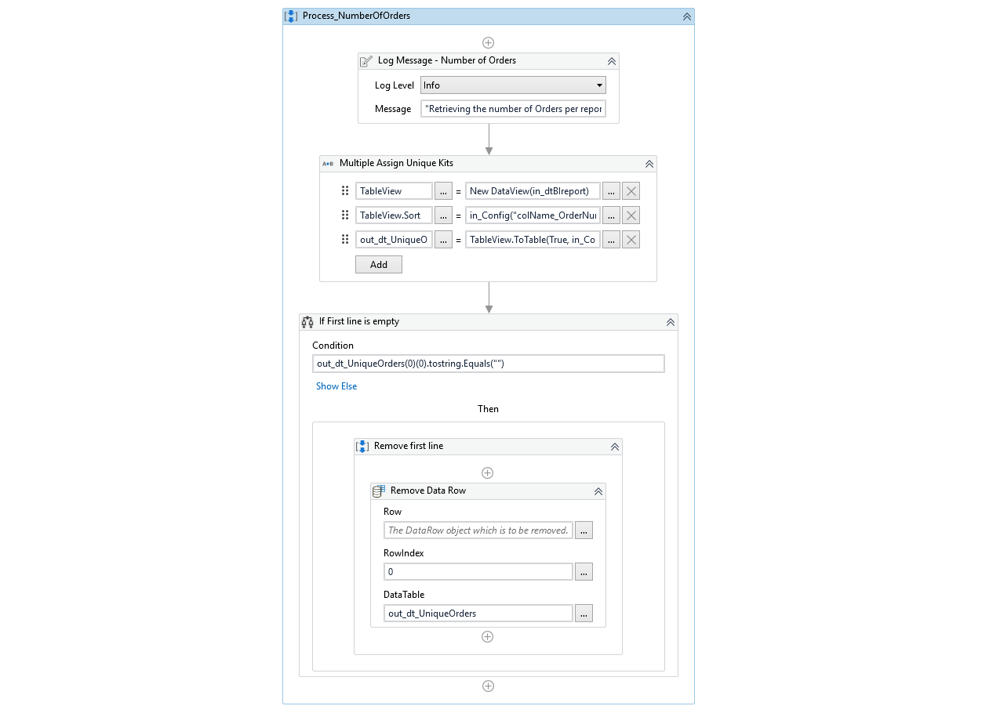 Process_NumberOfOrders
Log Message - Number of Orders
Log Level Info
Message "Retrieving the number of Orders per repor
A+B Multiple Assign Unique Kits
TableView ... = New DataView(in_dtBIreport) ...
TableView.Sort ... = in_Config("colName_OrderNu ...
out_dt_UniqueO ... = TableView.ToTable(True, in_Co ...
Add
If First line is empty
Condition
out_dt_UniqueOrders(0)(0).tostring.Equals("")
Show Else
Then
Remove first line
Remove Data Row
Row
The DataRow object which is to be removed. ...
RowIndex
0 ...
DataTable
out_dt_UniqueOrders ...